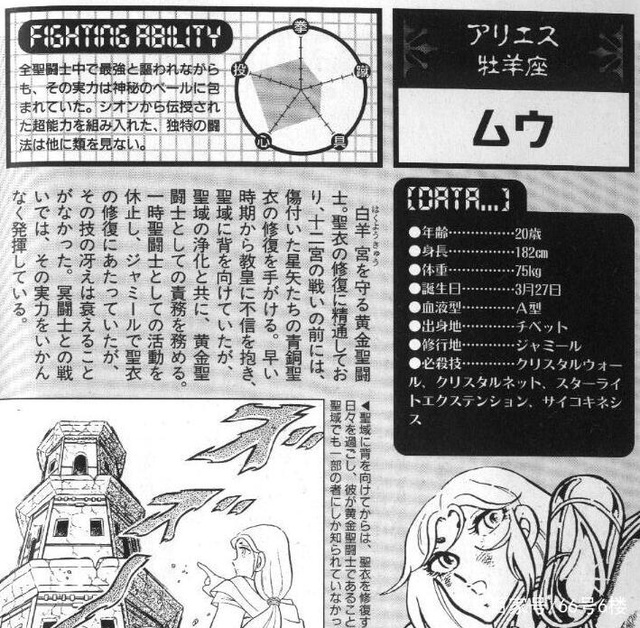 FIGHTING ABILITY
全聖闘士中で最強と謳われながら
も、その実力は神秘のベールに包
まれていた。シオンから伝授され
た超能力を組み入れた、独特の闘
法は他に類を見ない。
拳
蹴
具
心
投
アリエス
牡羊座
ムウ
[DATA...]
●年齢…………20歳
●身長…………182cm
●体重…………75kg
●誕生日…………3月27日
●血液型…………A型
●出身地…………チベット
●修行地…………ジャミール
●必殺技…………クリスタルウォー
ル、クリスタルネット、スターライ
トエクステンション、サイコキネシ
ス
はくようきゅう
白羊宮を守る黄金聖闘
士。聖衣の修復に精通してお
り、十二宮の戦いの前には、
傷付いた星矢たちの青銅聖
衣の修復を手がける。早い
時期から教皇に不信を抱き、
聖域に背を向けていたが、
聖域の浄化と共に、黄金聖
闘士としての責務を務める。
一時聖闘士としての活動を
休止し、ジャミールで聖衣
の修復にあたっていたが、
その技の冴えは衰えること
がなかった。冥闘士との戦
いでは、その実力をいかん
なく発揮している。
◀聖域に背を向けてからは、聖衣を修復す
日々を過ごし、彼が黄金聖闘士であること
聖域でも一部の者にしか知られていなかっ